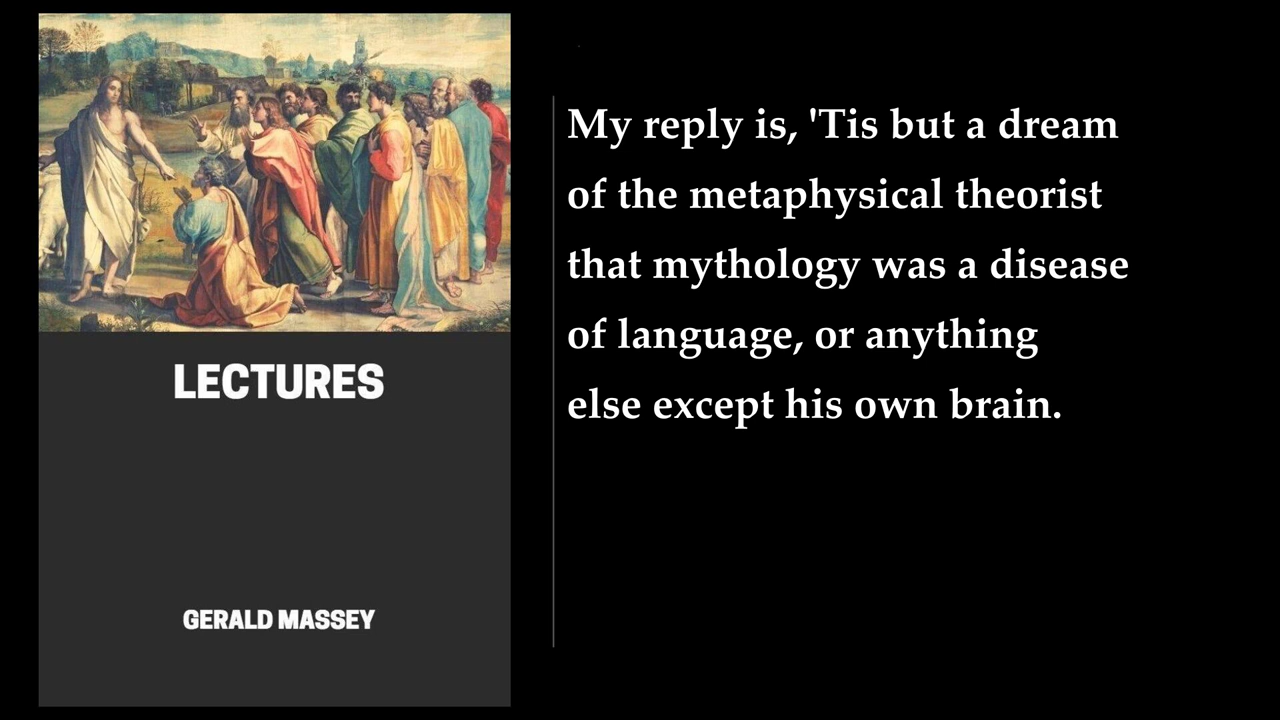 LECTURES
GERALD MASSEY
My reply is, 'Tis but a dream
of the metaphysical theorist
that mythology was a disease
of language, or anything
else except his own brain.